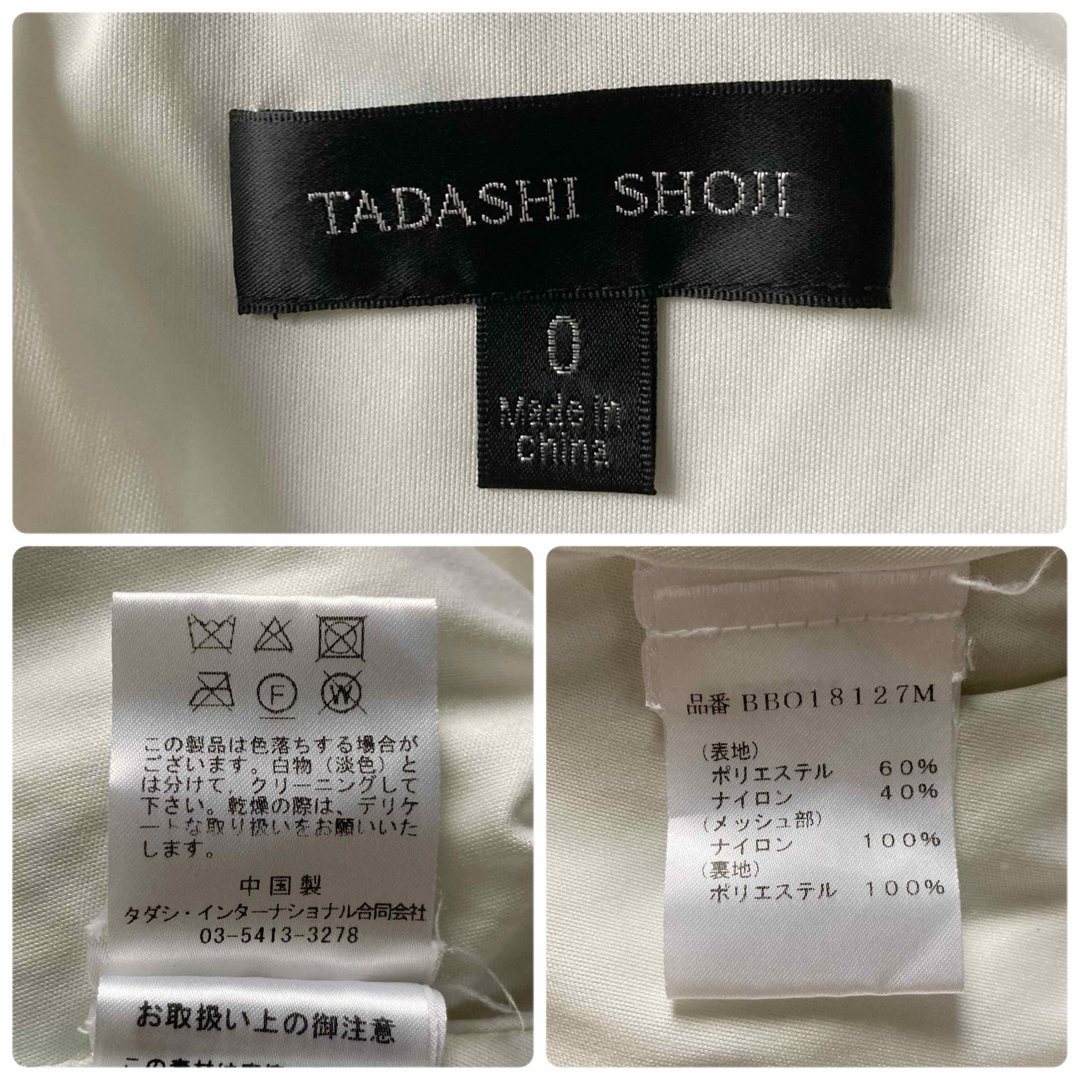 TADASHI SHOJI
0
Made in
China
F
W
この製品は色落ちする場合が
ございます。白物（淡色）と
は分けて、クリーニングして
下さい。乾燥の際は、デリケ
ートな取り扱いをお願いいた
します。
中国製
タダシ・インターナショナル合同会社
03-5413-3278
お取扱い上の御注意
品番 BBO18127M
（表地）
ポリエステル 60%
ナイロン 40%
（メッシュ部）
ナイロン 100%
（裏地）
ポリエステル 100%